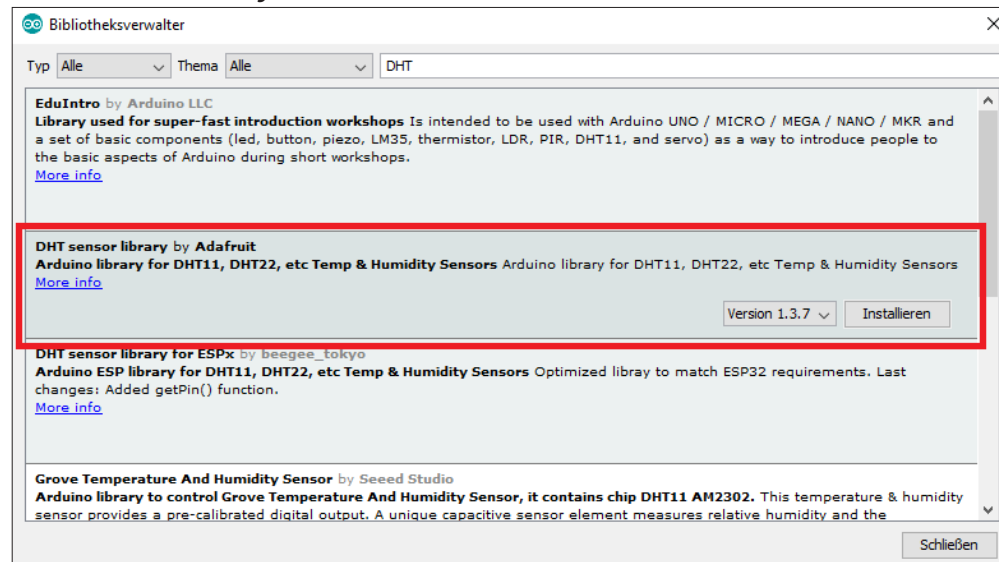 Bibliotheksverwalter
Typ Alle Thema Alle DHT
EduIntro by Arduino LLC
Library used for super-fast introduction workshops Is intended to be used with Arduino UNO / MICRO / MEGA / NANO / MKR and
a set of basic components (led, button, piezo, LM35, thermistor, LDR, PIR, DHT11, and servo) as a way to introduce people to
the basic aspects of Arduino during short workshops.
More info
DHT sensor library by Adafruit
Arduino library for DHT11, DHT22, etc Temp & Humidity Sensors Arduino library for DHT11, DHT22, etc Temp & Humidity Sensors
More info
Version 1.3.7 Installieren
DHT sensor library for ESPx by beegee_tokyo
Arduino ESP library for DHT11, DHT22, etc Temp & Humidity Sensors Optimized libray to match ESP32 requirements. Last
changes: Added getPin() function.
More info
Grove Temperature And Humidity Sensor by Seeed Studio
Arduino library to control Grove Temperature And Humidity Sensor, it contains chip DHT11 AM2302. This temperature & humidity
sensor provides a pre-calibrated digital output. A unique capacitive sensor element measures relative humidity and the
Schließen